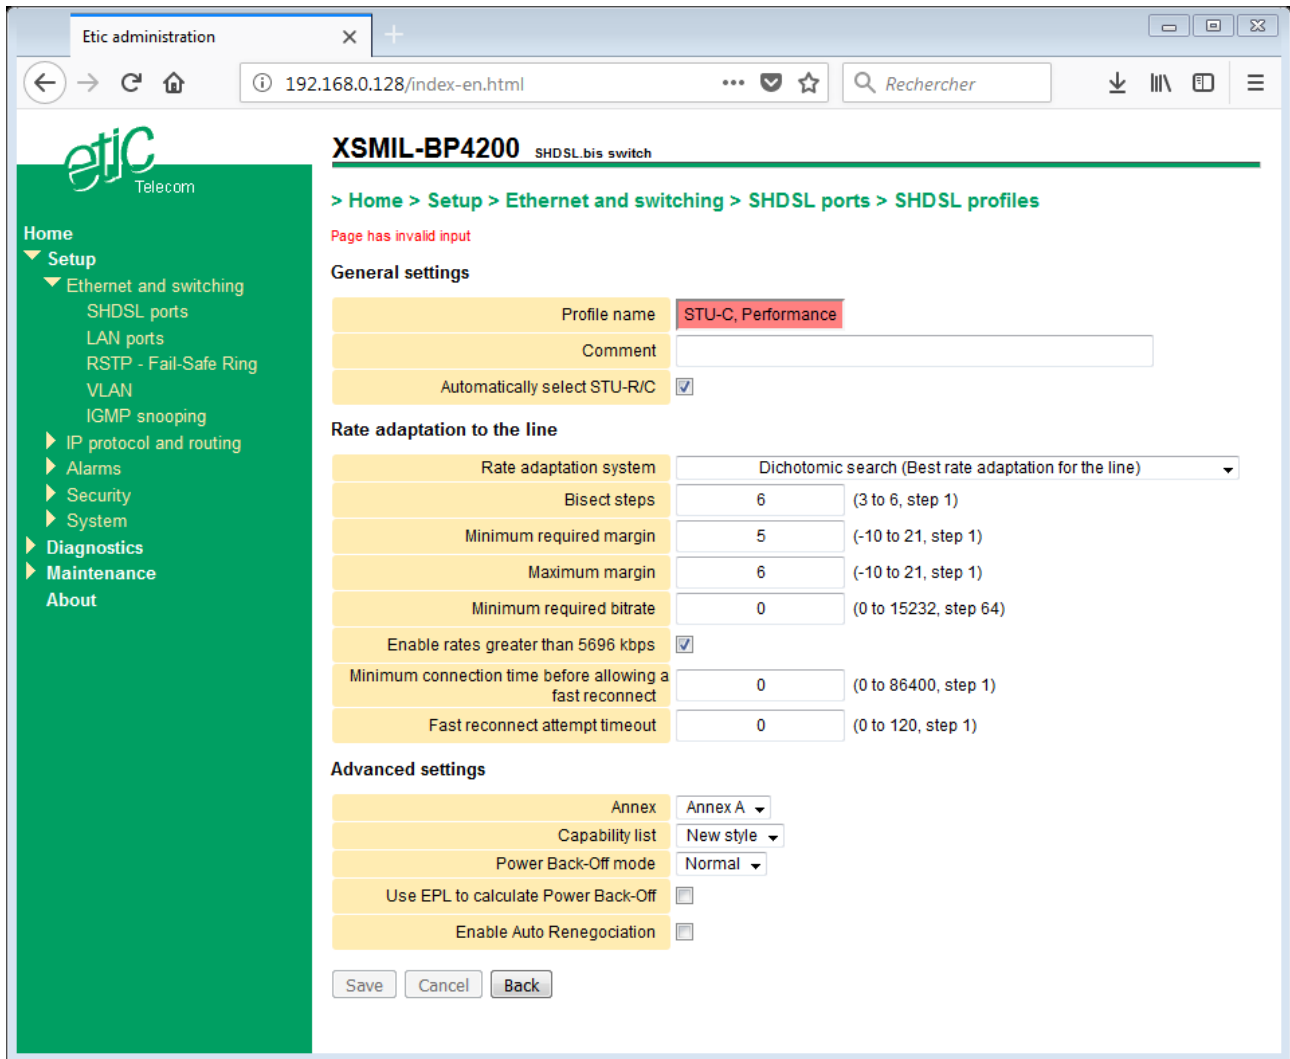 Etic administration
192.168.0.128/index-en.html
Rechercher
etic
Telecom
XSMIL-BP4200 SHDSL.bis switch
> Home > Setup > Ethernet and switching > SHDSL ports > SHDSL profiles
Page has invalid input
Home
Setup
Ethernet and switching
SHDSL ports
LAN ports
RSTP - Fail-Safe Ring
VLAN
IGMP snooping
IP protocol and routing
Alarms
Security
System
Diagnostics
Maintenance
About
General settings
Profile name STU-C, Performance
Comment
Automatically select STU-R/C
Rate adaptation to the line
Rate adaptation system Dichotomic search (Best rate adaptation for the line)
Bisect steps 6 (3 to 6, step 1)
Minimum required margin 5 (-10 to 21, step 1)
Maximum margin 6 (-10 to 21, step 1)
Minimum required bitrate 0 (0 to 15232, step 64)
Enable rates greater than 5696 kbps
Minimum connection time before allowing a
fast reconnect 0 (0 to 86400, step 1)
Fast reconnect attempt timeout 0 (0 to 120, step 1)
Advanced settings
Annex Annex A
Capability list New style
Power Back-Off mode Normal
Use EPL to calculate Power Back-Off
Enable Auto Renegociation
Save Cancel Back